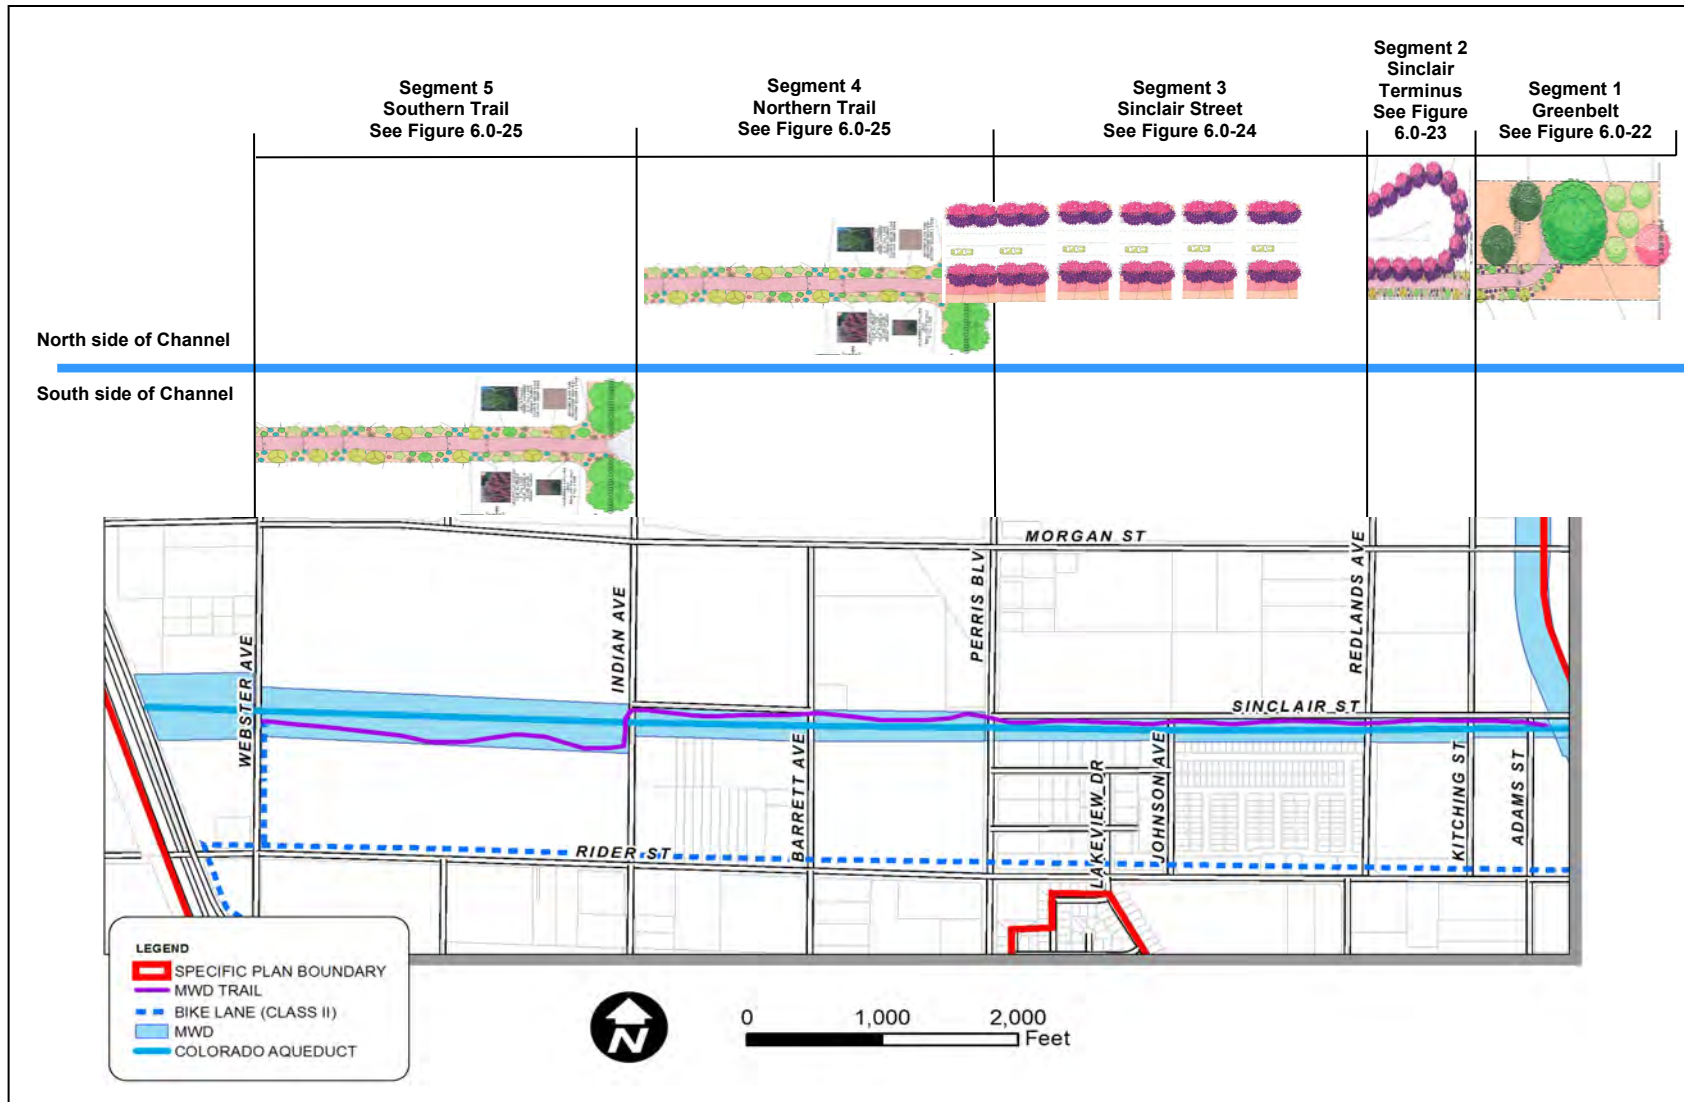 Segment 5
Southern Trail
See Figure 6.0-25
Segment 4
Northern Trail
See Figure 6.0-25
Segment 3
Sinclair Street
See Figure 6.0-24
Segment 2
Sinclair
Terminus
See Figure
6.0-23
Segment 1
Greenbelt
See Figure 6.0-22
North side of Channel
South side of Channel
MORGAN ST
WEBSTER AVE
INDIAN AVE
PERRIS BLV
REDLANDS AVE
SINCLAIR ST
BARRETT AVE
LAKEVIEW DR
JOHNSON AVE
KITCHING ST
ADAMS ST
RIDER ST
LEGEND
SPECIFIC PLAN BOUNDARY
MWD TRAIL
BIKE LANE (CLASS II)
MWD
COLORADO AQUEDUCT
N
0 1,000 2,000
Feet